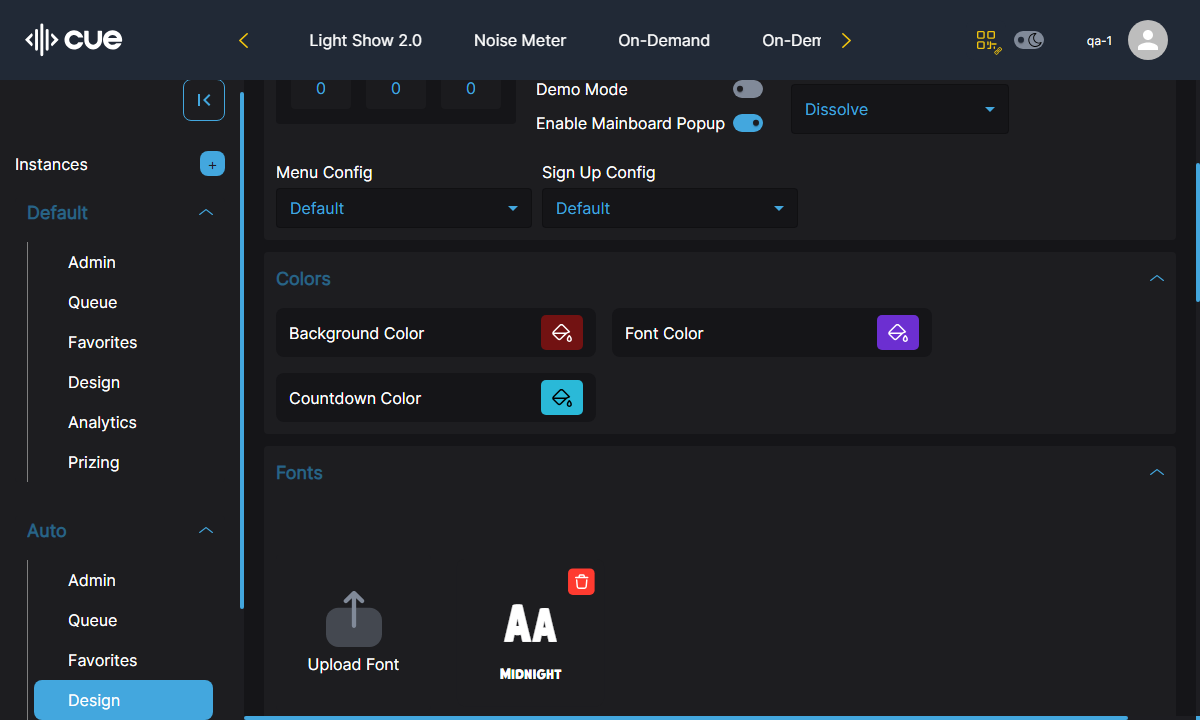 cue
Light Show 2.0
Noise Meter
On-Demand
On-Dem
qa-1
Instances
+
Default
Admin
Queue
Favorites
Design
Analytics
Prizing
Auto
Admin
Queue
Favorites
Design
0
0
0
Demo Mode
Enable Mainboard Popup
Dissolve
Menu Config
Sign Up Config
Default
Default
Colors
Background Color
Font Color
Countdown Color
Fonts
Upload Font
AA
MIDNIGHT